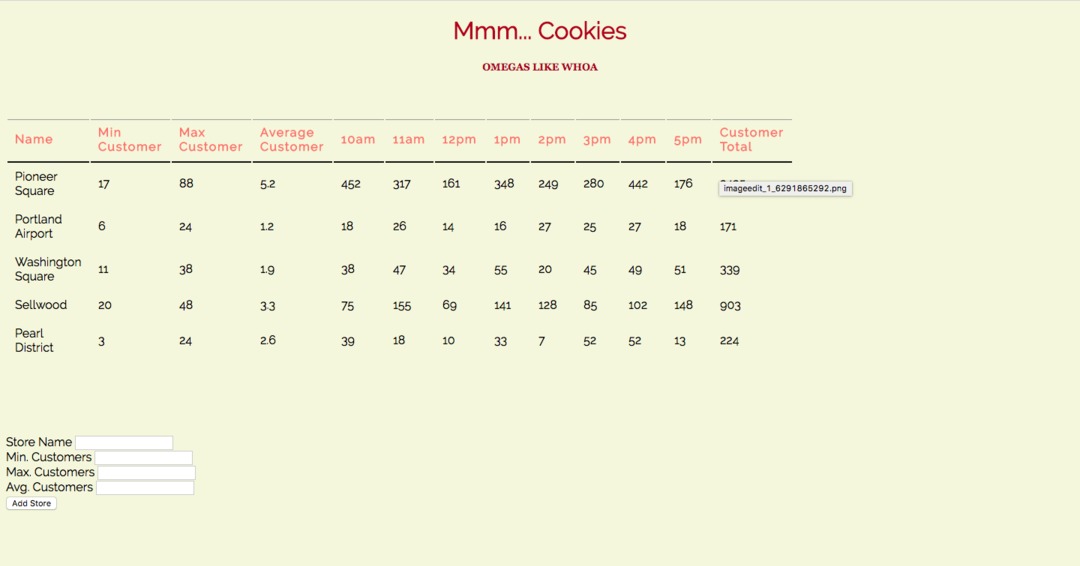 Mmm... Cookies
OMEGAS LIKE WHOA
Name Min Customer Max Customer Average Customer 10am 11am 12pm 1pm 2pm 3pm 4pm 5pm Customer Total
Pioneer Square 17 88 5.2 452 317 161 348 249 280 442 176
imageedit_1_6291865292.png
Portland Airport 6 24 1.2 18 26 14 16 27 25 27 18 171
Washington Square 11 38 1.9 38 47 34 55 20 45 49 51 339
Sellwood 20 48 3.3 75 155 69 141 128 85 102 148 903
Pearl District 3 24 2.6 39 18 10 33 7 52 52 13 224
Store Name
Min. Customers
Max. Customers
Avg. Customers
Add Store